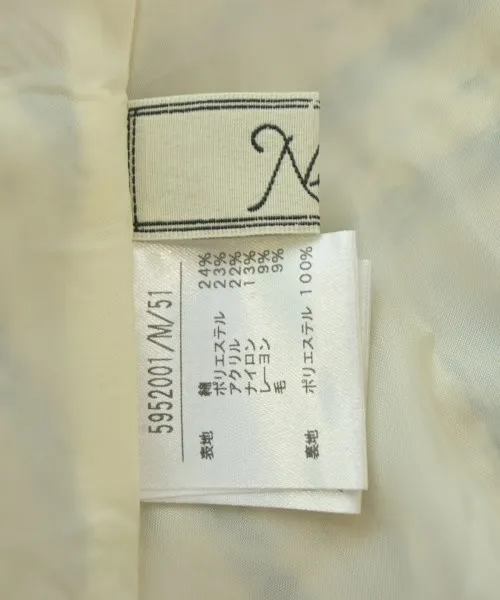 5952001/M/51
表地 綿 24%
ポリエステル 23%
アクリル 22%
ナイロン 13%
レーヨン 9%
毛 9%
裏地 ポリエステル 100%